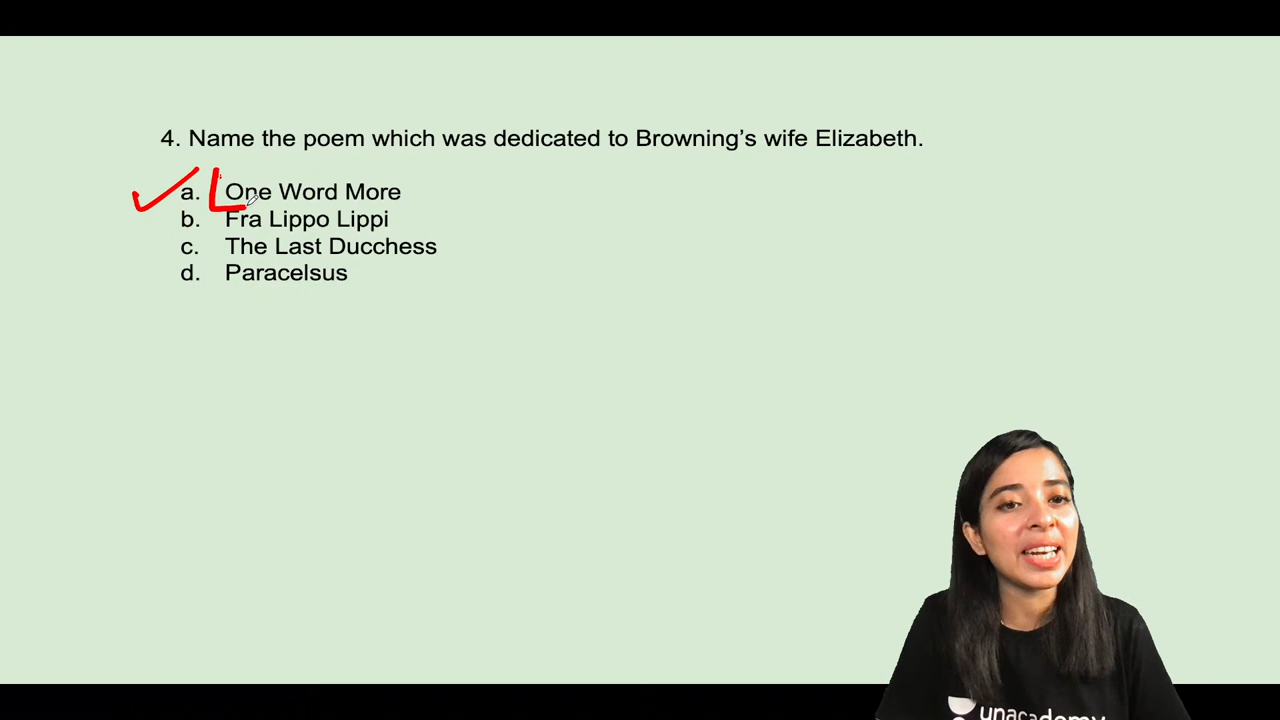 4. Name the poem which was dedicated to Browning's wife Elizabeth.
a. One Word More
b. Fra Lippo Lippi
c. The Last Ducchess
d. Paracelsus
unacademy